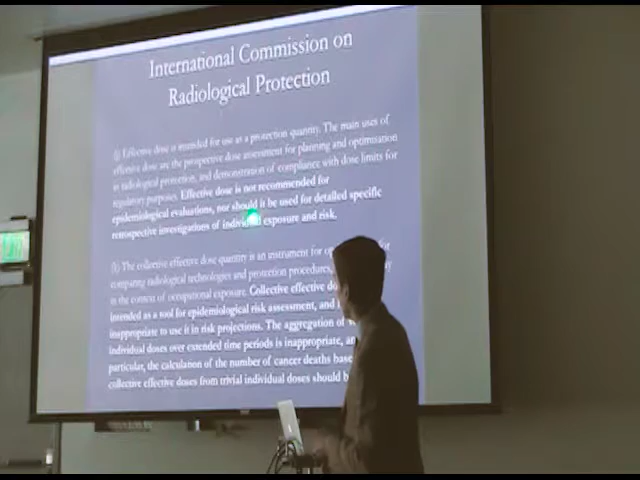 International Commission on
Radiological Protection
(j) Effective dose is intended for use as a protection quantity. The main uses of
effective dose are the prospective dose assessment for planning and optimisation
in radiological protection, and demonstration of compliance with dose limits for
regulatory purposes. Effective dose is not recommended for
epidemiological evaluations, nor should it be used for detailed specific
retrospective investigations of individual exposure and risk.
(k) The collective effective dose quantity is an instrument for
comparing radiological technologies and protection procedures,
in the context of occupational exposure. Collective effective
intended as a tool for epidemiological risk assessment, and
inappropriate to use it in risk projections. The aggregation of
individual doses over extended time periods is inappropriate,
particular, the calculation of the number of cancer deaths
collective effective doses from trivial individual doses should